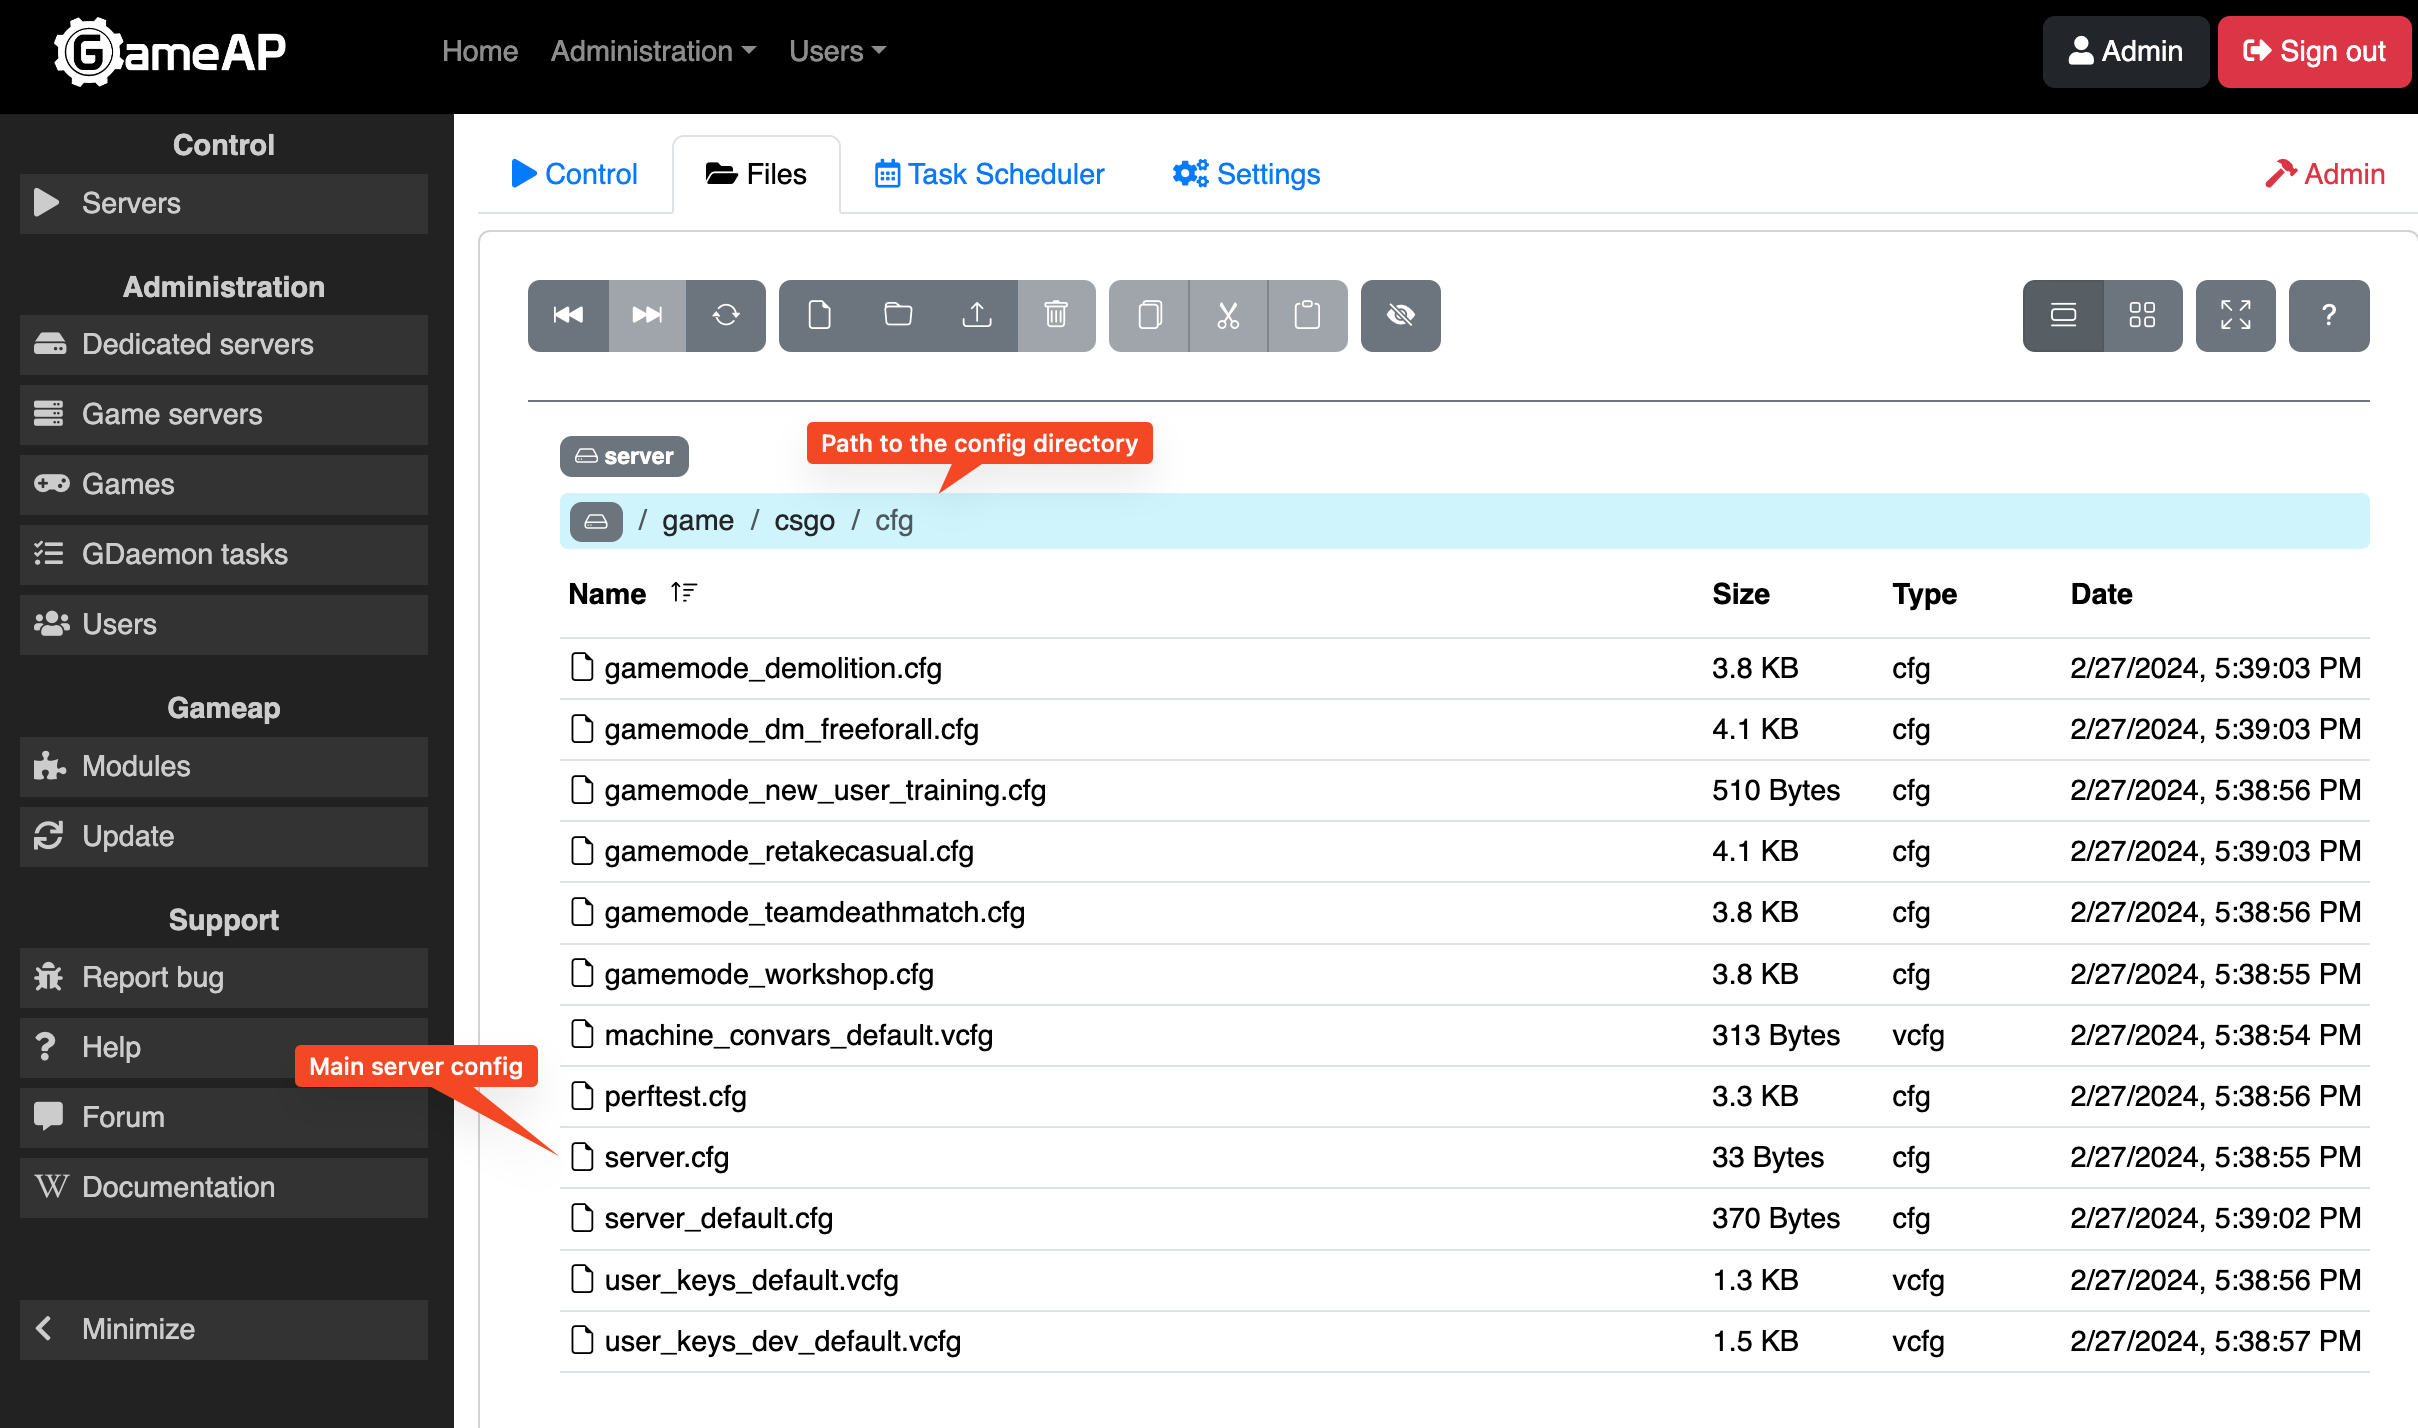 GameAP Home Administration Users Admin Sign out
Control
Servers
Administration
Dedicated servers
Game servers
Games
GDaemon tasks
Users
Gameap
Modules
Update
Support
Report bug
Help
Forum
Documentation
Minimize
Control Files Task Scheduler Settings Admin
?
server
Path to the config directory
/ game / csgo / cfg
Name Size Type Date
gamemode_demolition.cfg 3.8 KB cfg 2/27/2024, 5:39:03 PM
gamemode_dm_freeforall.cfg 4.1 KB cfg 2/27/2024, 5:39:03 PM
gamemode_new_user_training.cfg 510 Bytes cfg 2/27/2024, 5:38:56 PM
gamemode_retakecasual.cfg 4.1 KB cfg 2/27/2024, 5:39:03 PM
gamemode_teamdeathmatch.cfg 3.8 KB cfg 2/27/2024, 5:38:56 PM
gamemode_workshop.cfg 3.8 KB cfg 2/27/2024, 5:38:55 PM
machine_convars_default.vcfg 313 Bytes vcfg 2/27/2024, 5:38:54 PM
Main server config
perftest.cfg 3.3 KB cfg 2/27/2024, 5:38:56 PM
server.cfg 33 Bytes cfg 2/27/2024, 5:38:55 PM
server_default.cfg 370 Bytes cfg 2/27/2024, 5:39:02 PM
user_keys_default.vcfg 1.3 KB vcfg 2/27/2024, 5:38:56 PM
user_keys_dev_default.vcfg 1.5 KB vcfg 2/27/2024, 5:38:57 PM